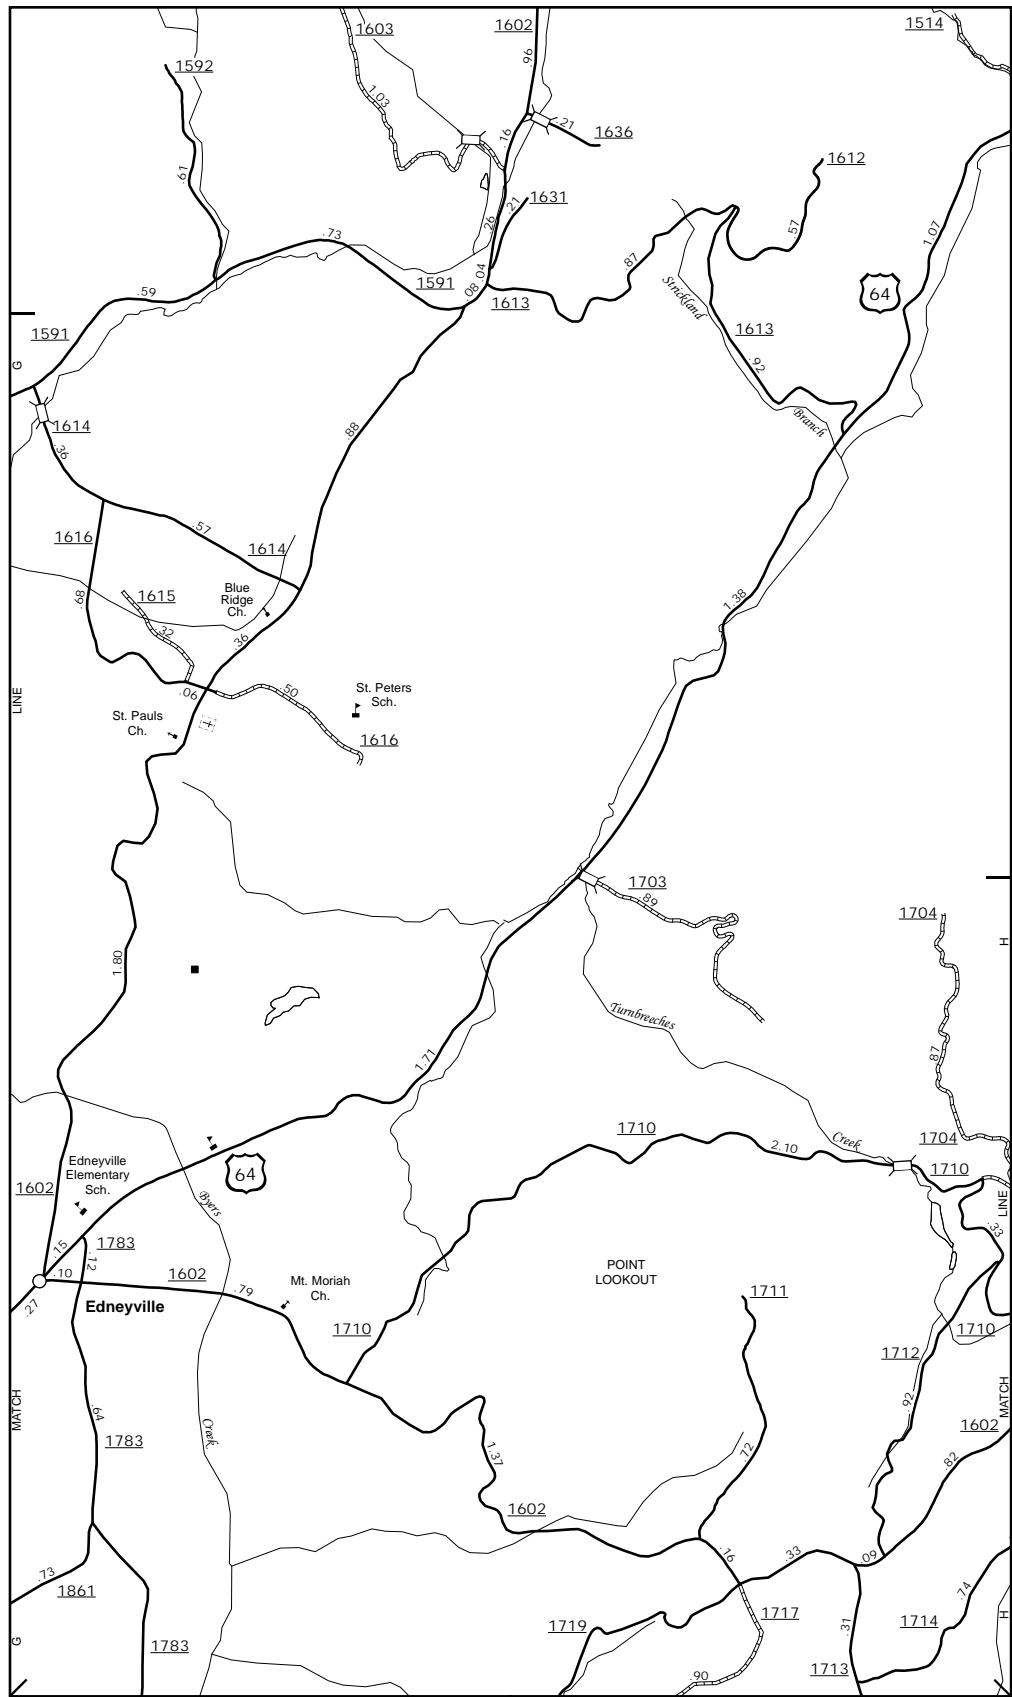 1603
1602
1514
.96
1592
1.03
.21
1636
.16
1612
.61
1631
.21
.26
.57
1.07
.73
.87
.04
1591
.08
1613
Strickland
64
.59
1591
1613
G
.92
1614
Branch
.36
.88
.57
1616
1614
Blue
Ridge
Ch.
.68
1615
1.38
.32
.36
.06
.50
St. Peters
Sch.
LINE
St. Pauls
Ch.
1616
1703
.89
1704
H
1.80
Turnbreeches
1.71
.87
1710
Creek
1704
2.10
1710
Edneyville
Elementary
Sch.
64
1602
Byers
LINE
.33
1783
.15
.12
.10
1602
.79
Mt. Moriah
Ch.
POINT
LOOKOUT
1711
.27
Edneyville
1710
1710
1712
MATCH
.64
MATCH
.92
1602
1783
Creek
1.37
.72
.82
1602
.16
.33
.09
.73
1861
.74
1717
.31
1714
H
1719
G
1783
1713
.90